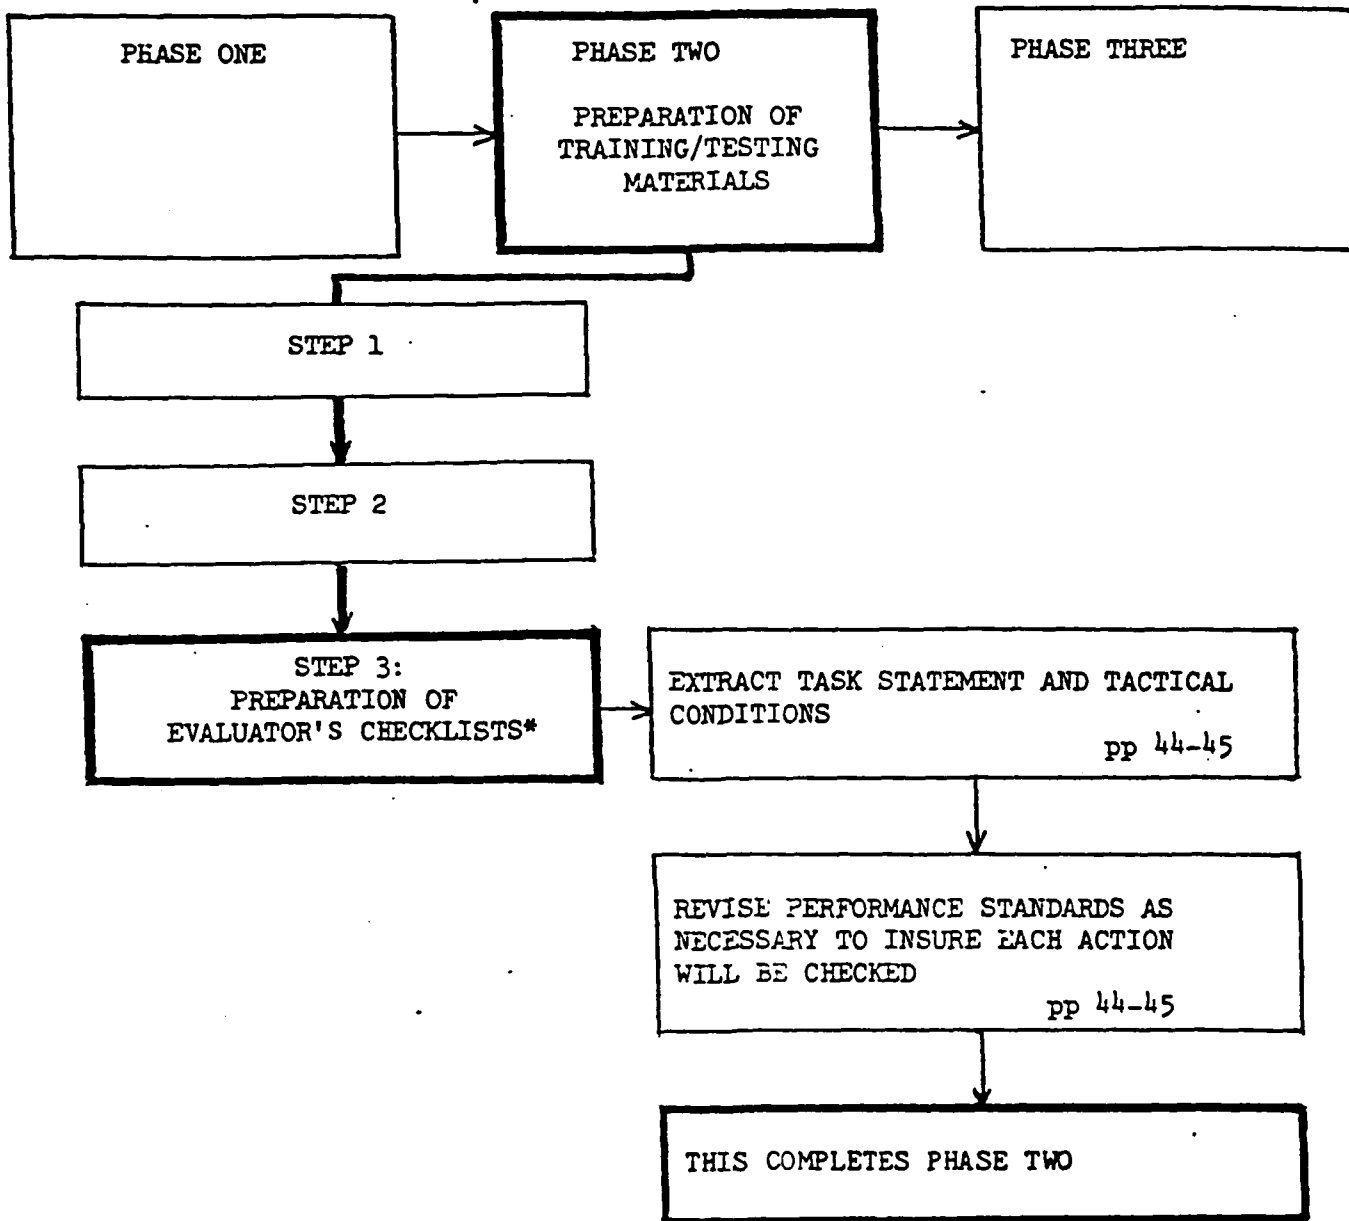 PHASE ONE
PHASE TWO
PREPARATION OF
TRAINING/TESTING
MATERIALS
PHASE THREE
STEP 1
STEP 2
STEP 3:
PREPARATION OF
EVALUATOR'S CHECKLISTS*
EXTRACT TASK STATEMENT AND TACTICAL
CONDITIONS
pp 44-45
REVISE PERFORMANCE STANDARDS AS
NECESSARY TO INSURE EACH ACTION
WILL BE CHECKED
pp 44-45
THIS COMPLETES PHASE TWO